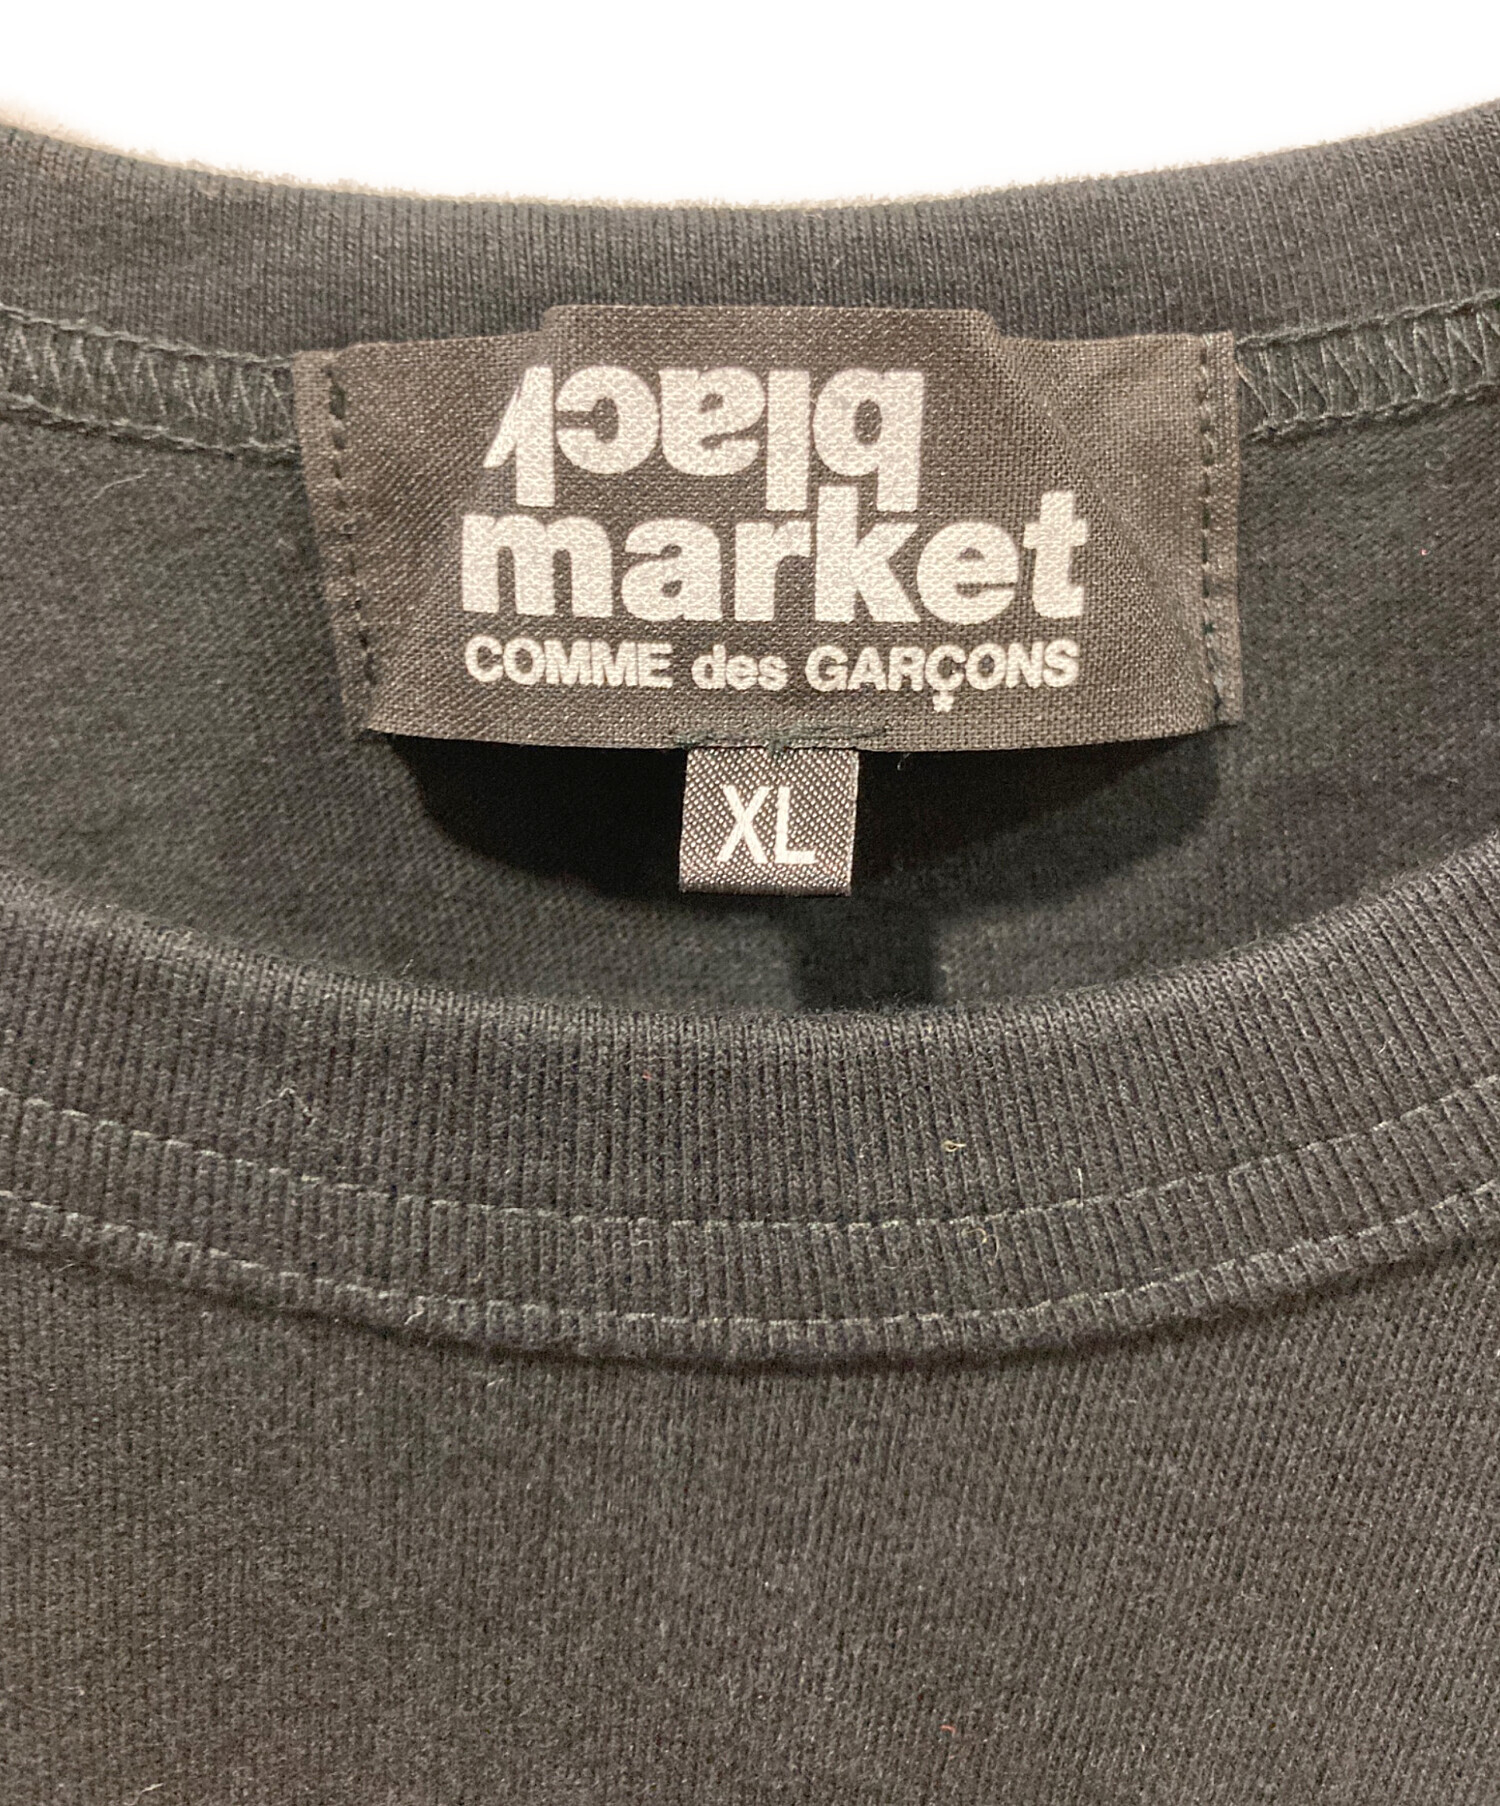 black
market
COMME des GARÇONS
XL